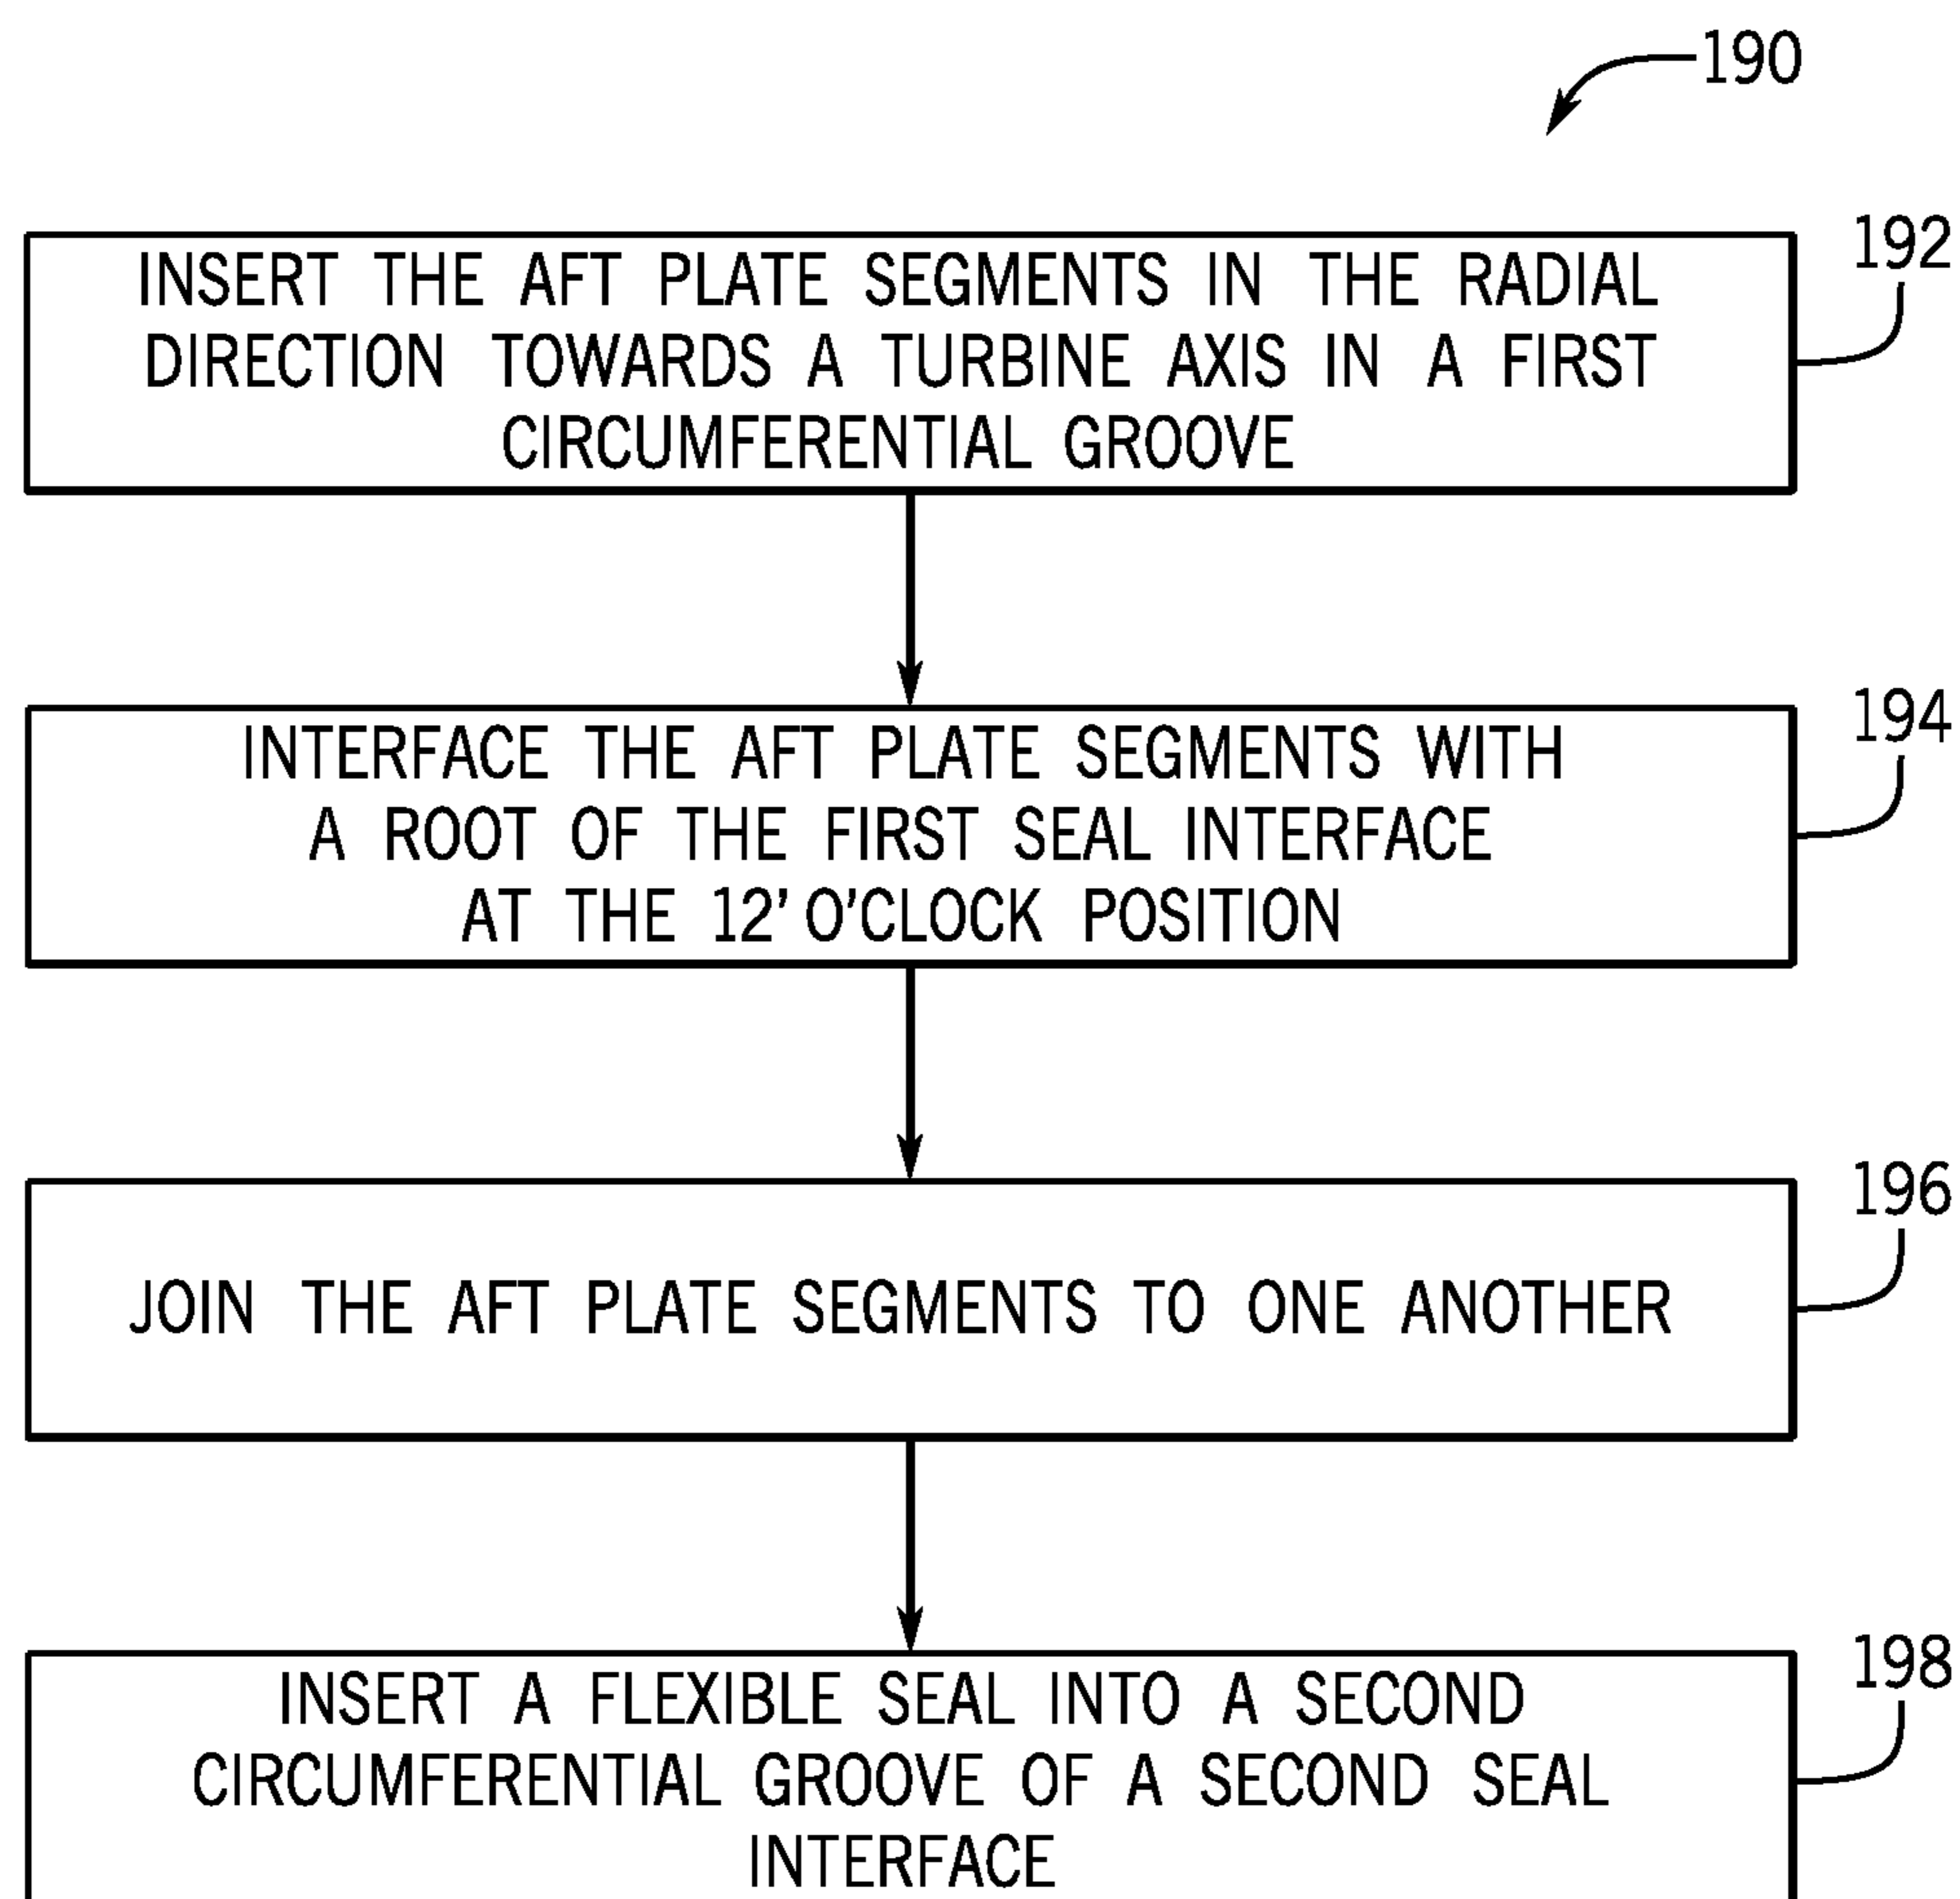 190
192
INSERT THE AFT PLATE SEGMENTS IN THE RADIAL
DIRECTION TOWARDS A TURBINE AXIS IN A FIRST
CIRCUMFERENTIAL GROOVE
194
INTERFACE THE AFT PLATE SEGMENTS WITH
A ROOT OF THE FIRST SEAL INTERFACE
AT THE 12' O'CLOCK POSITION
196
JOIN THE AFT PLATE SEGMENTS TO ONE ANOTHER
198
INSERT A FLEXIBLE SEAL INTO A SECOND
CIRCUMFERENTIAL GROOVE OF A SECOND SEAL
INTERFACE